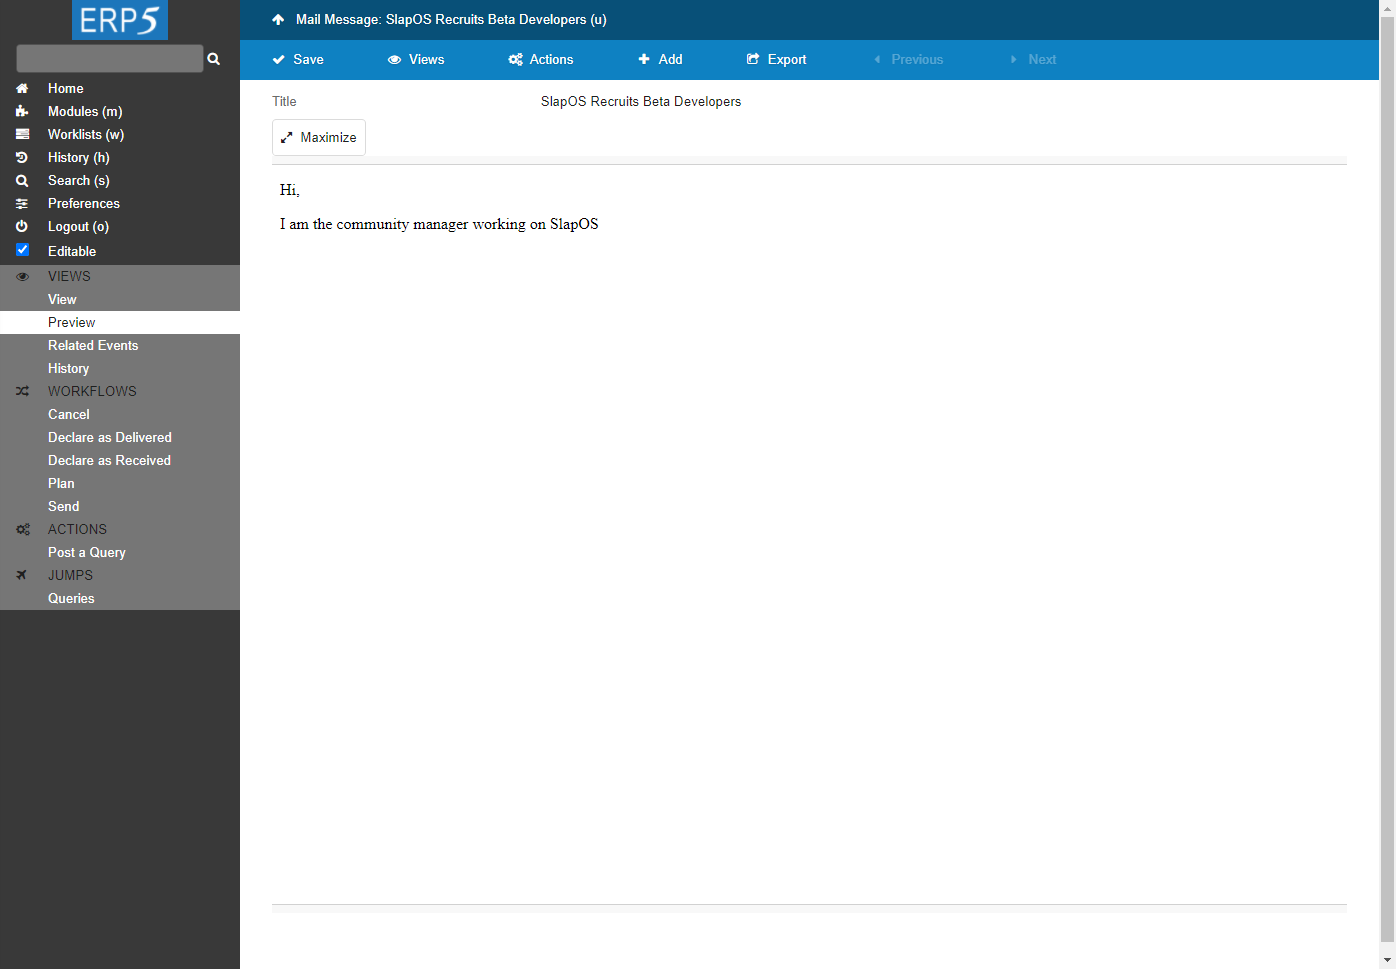 ERP5
Home
Modules (m)
Worklists (w)
History (h)
Search (s)
Preferences
Logout (o)
Editable
VIEWS
View
Preview
Related Events
History
WORKFLOWS
Cancel
Declare as Delivered
Declare as Received
Plan
Send
ACTIONS
Post a Query
JUMPS
Queries
Mail Message: SlapOS Recruits Beta Developers (u)
Save Views Actions Add Export Previous Next
Title SlapOS Recruits Beta Developers
Maximize
Hi,
I am the community manager working on SlapOS